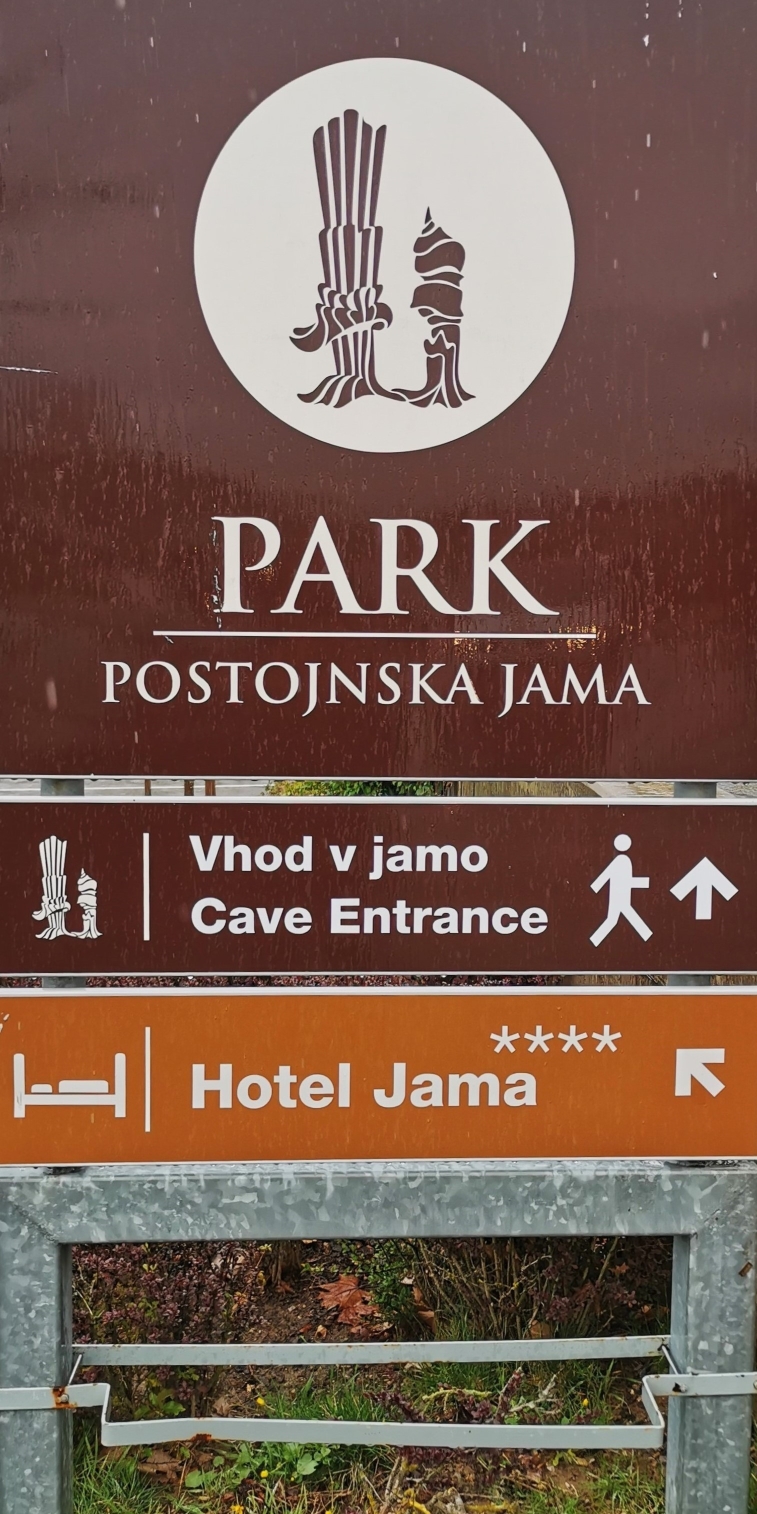 PARK
POSTOJNSKA JAMA
Vhod v jamo
Cave Entrance
****
Hotel Jama